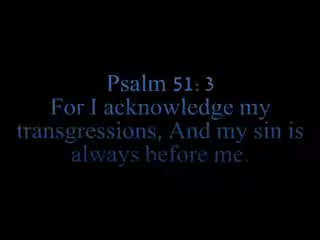 Psalm 51: 3
For I acknowledge my
transgressions, And my sin is
always before me.